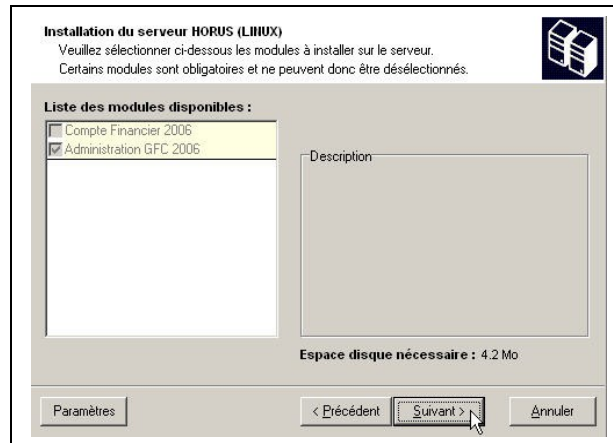 Installation du serveur HORUS (LINUX)
Veuillez sélectionner ci-dessous les modules à installer sur le serveur.
Certains modules sont obligatoires et ne peuvent donc être désélectionnés.
Liste des modules disponibles :
Compte Financier 2006
Administration GFC 2006
Description
Espace disque nécessaire : 4.2 Mo
Paramètres
< Précédent
Suivant >
Annuler